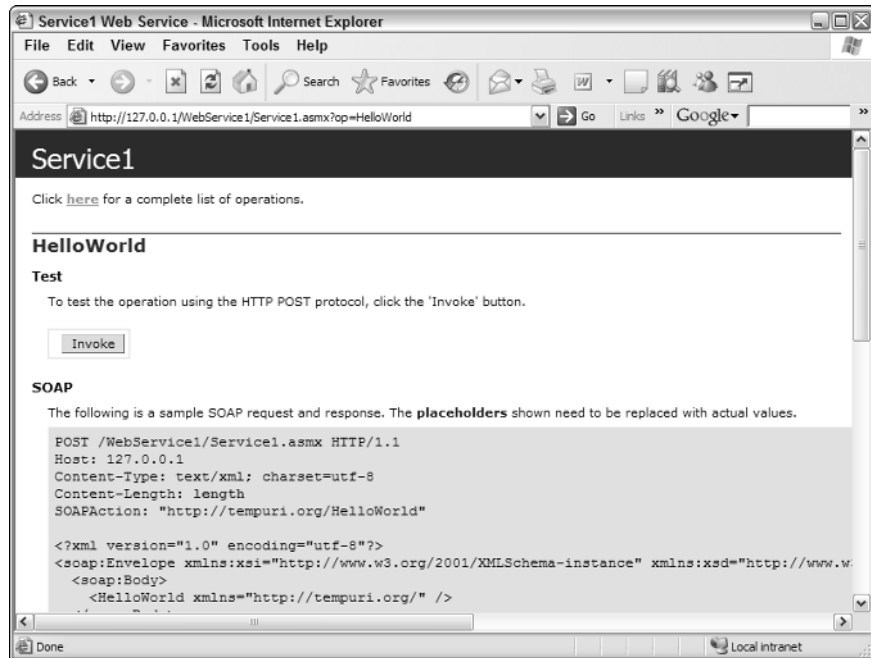 Service1 Web Service - Microsoft Internet Explorer
File Edit View Favorites Tools Help
Back Search Favorites
Address http://127.0.0.1/WebService1/Service1.asmx?op=HelloWorld Go Links » Google »
Service1
Click here for a complete list of operations.
HelloWorld
Test
To test the operation using the HTTP POST protocol, click the 'Invoke' button.
Invoke
SOAP
The following is a sample SOAP request and response. The placeholders shown need to be replaced with actual values.
POST /WebService1/Service1.asmx HTTP/1.1
Host: 127.0.0.1
Content-Type: text/xml; charset=utf-8
Content-Length: length
SOAPAction: "http://tempuri.org/HelloWorld"
<?xml version="1.0" encoding="utf-8"?>
<soap:Envelope xmlns:xsi="http://www.w3.org/2001/XMLSchema-instance" xmlns:xsd="http://www.w
<soap:Body>
<HelloWorld xmlns="http://tempuri.org/" />
Done Local intranet